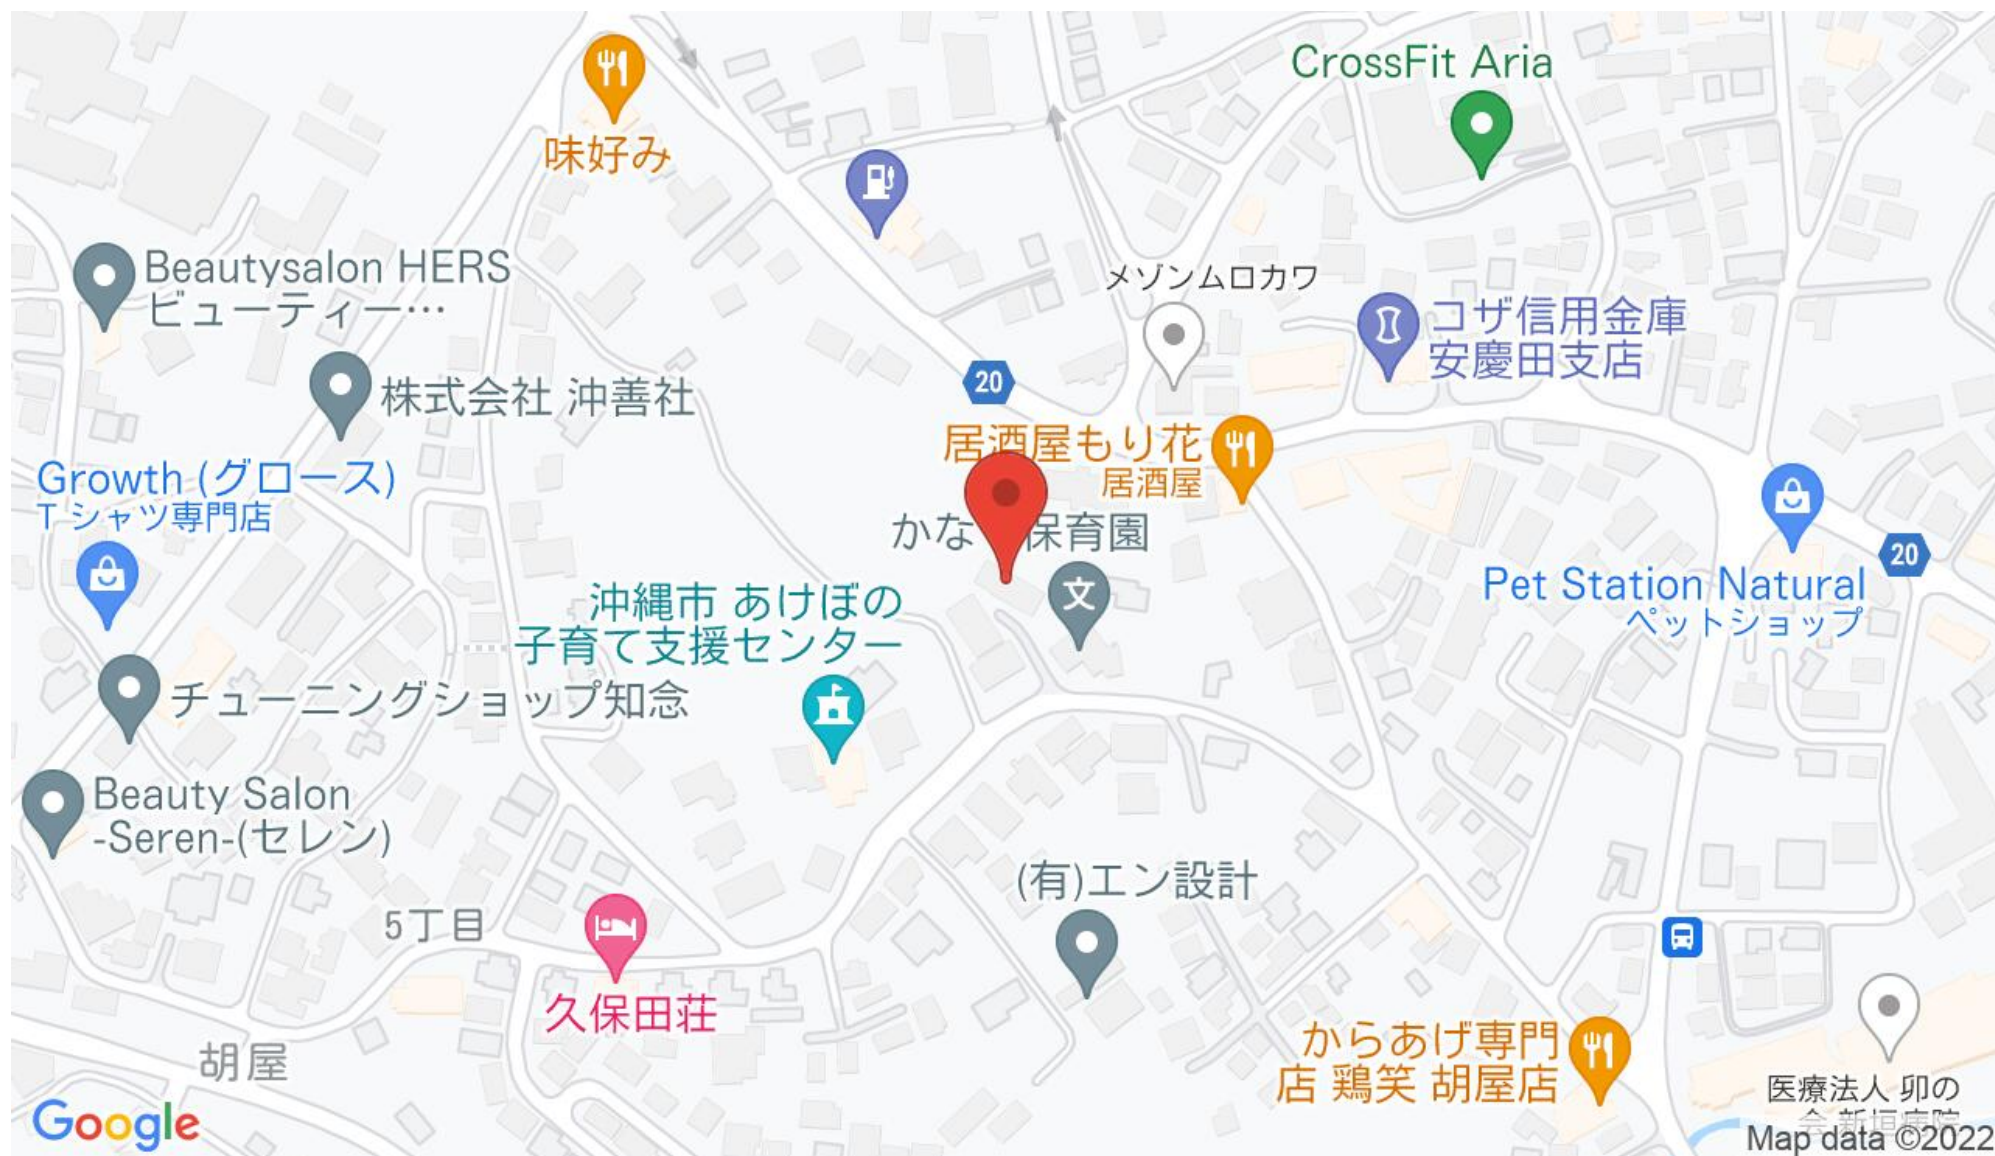 CrossFit Aria
味好み
Beautysalon HERS
ビューティー…
メゾンムロカワ
コザ信用金庫
安慶田支店
株式会社 沖善社
20
居酒屋もり花
居酒屋
Growth (グロース)
Tシャツ専門店
かな 保育園
文
20
Pet Station Natural
ペットショップ
沖縄市 あけぼの
子育て支援センター
チューニングショップ知念
Beauty Salon
-Seren-(セレン)
(有)エン設計
5丁目
久保田荘
胡屋
からあげ専門
店 鶏笑 胡屋店
医療法人 卯の
会 新垣病院
Google
Map data ©2022